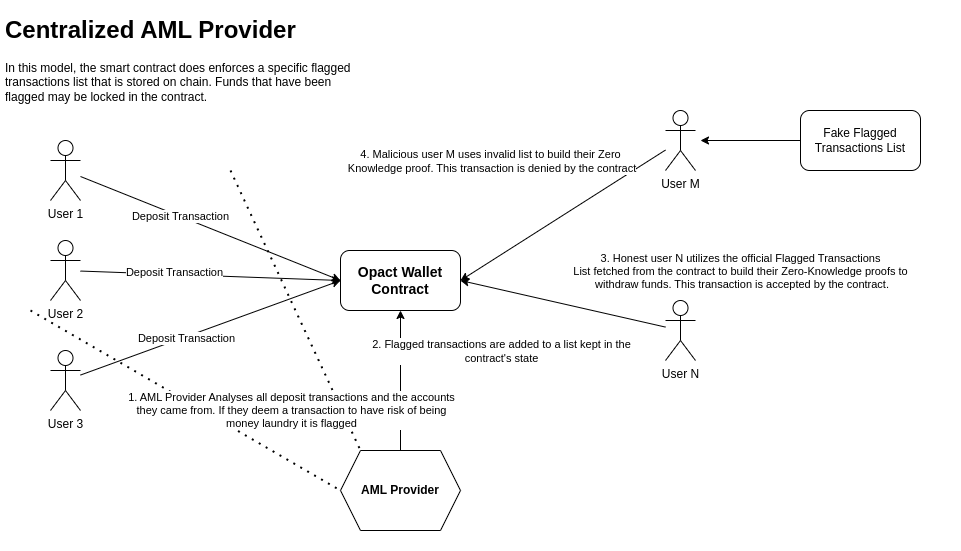 Centralized AML Provider
In this model, the smart contract does enforces a specific flagged
transactions list that is stored on chain. Funds that have been
flagged may be locked in the contract.
User 1
User 2
User 3
Deposit Transaction
Deposit Transaction
Deposit Transaction
4. Malicious user M uses invalid list to build their Zero
Knowledge proof. This transaction is denied by the contract
User M
Fake Flagged
Transactions List
Opact Wallet
Contract
3. Honest user N utilizes the official Flagged Transactions
List fetched from the contract to build their Zero-Knowledge proofs to
withdraw funds. This transaction is accepted by the contract.
User N
2. Flagged transactions are added to a list kept in the
contract's state
1. AML Provider Analyses all deposit transactions and the accounts
they came from. If they deem a transaction to have risk of being
money laundry it is flagged
AML Provider